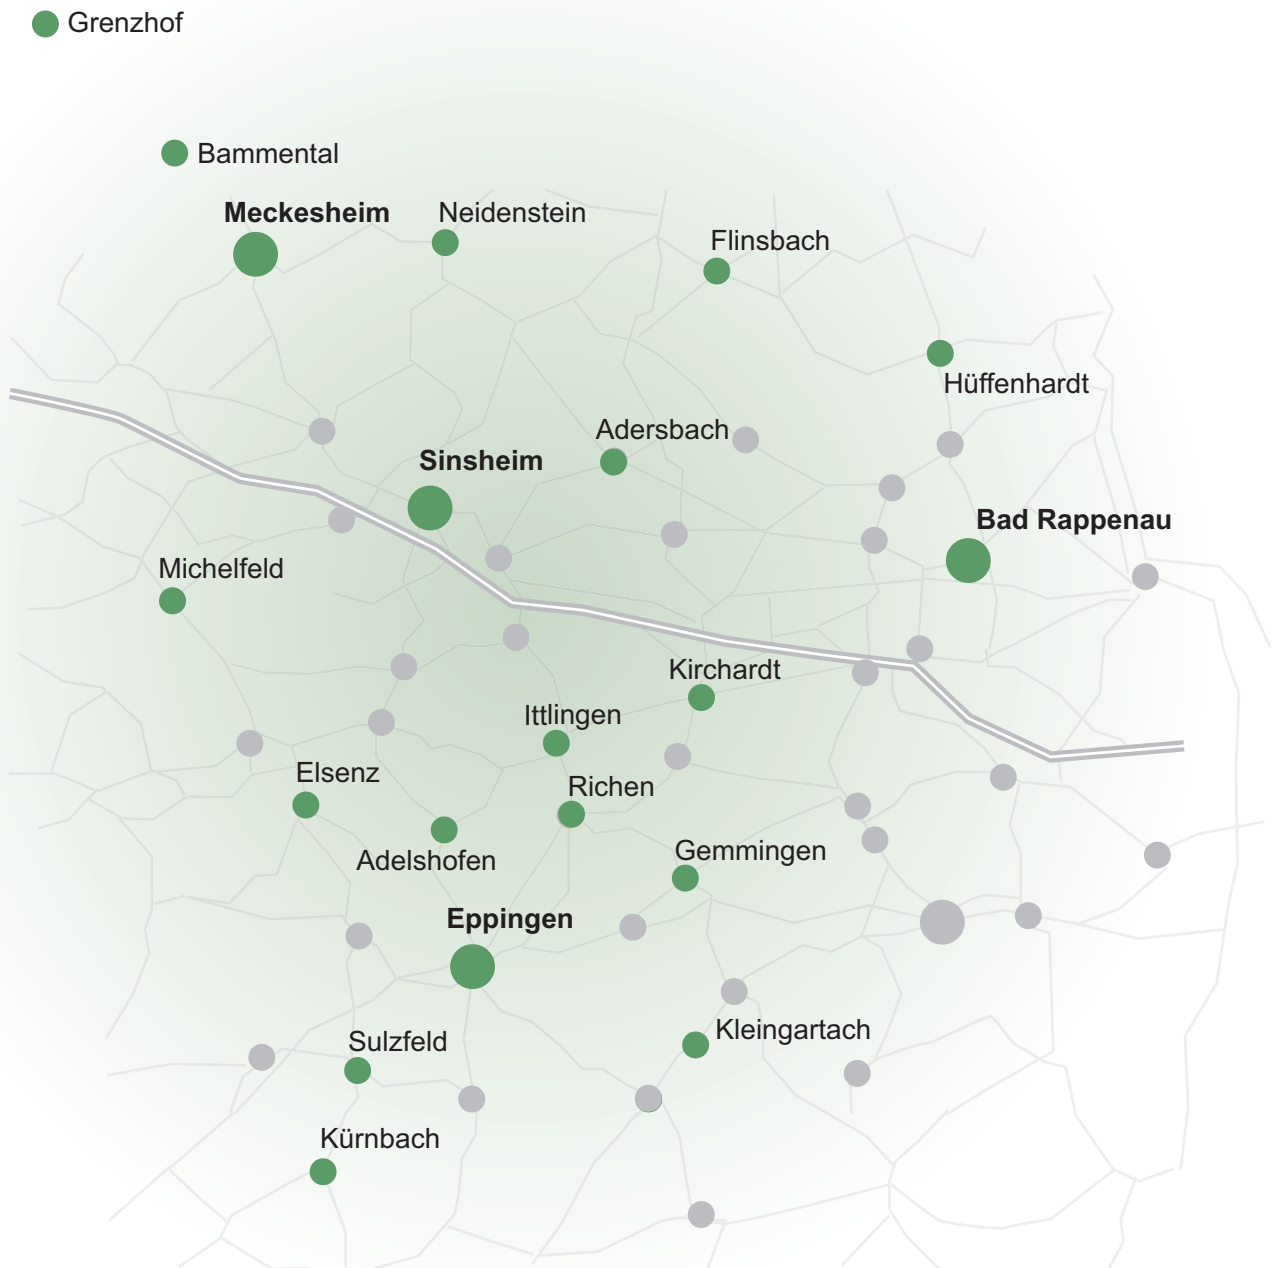 Grenzhof
Bammental
Meckesheim
Neidenstein
Flinsbach
Hüffenhardt
Adersbach
Sinsheim
Bad Rappenau
Michelfeld
Kirchardt
Ittlingen
Elsenz
Richen
Adelshofen
Gemmingen
Eppingen
Kleingartach
Sulzfeld
Kürnbach